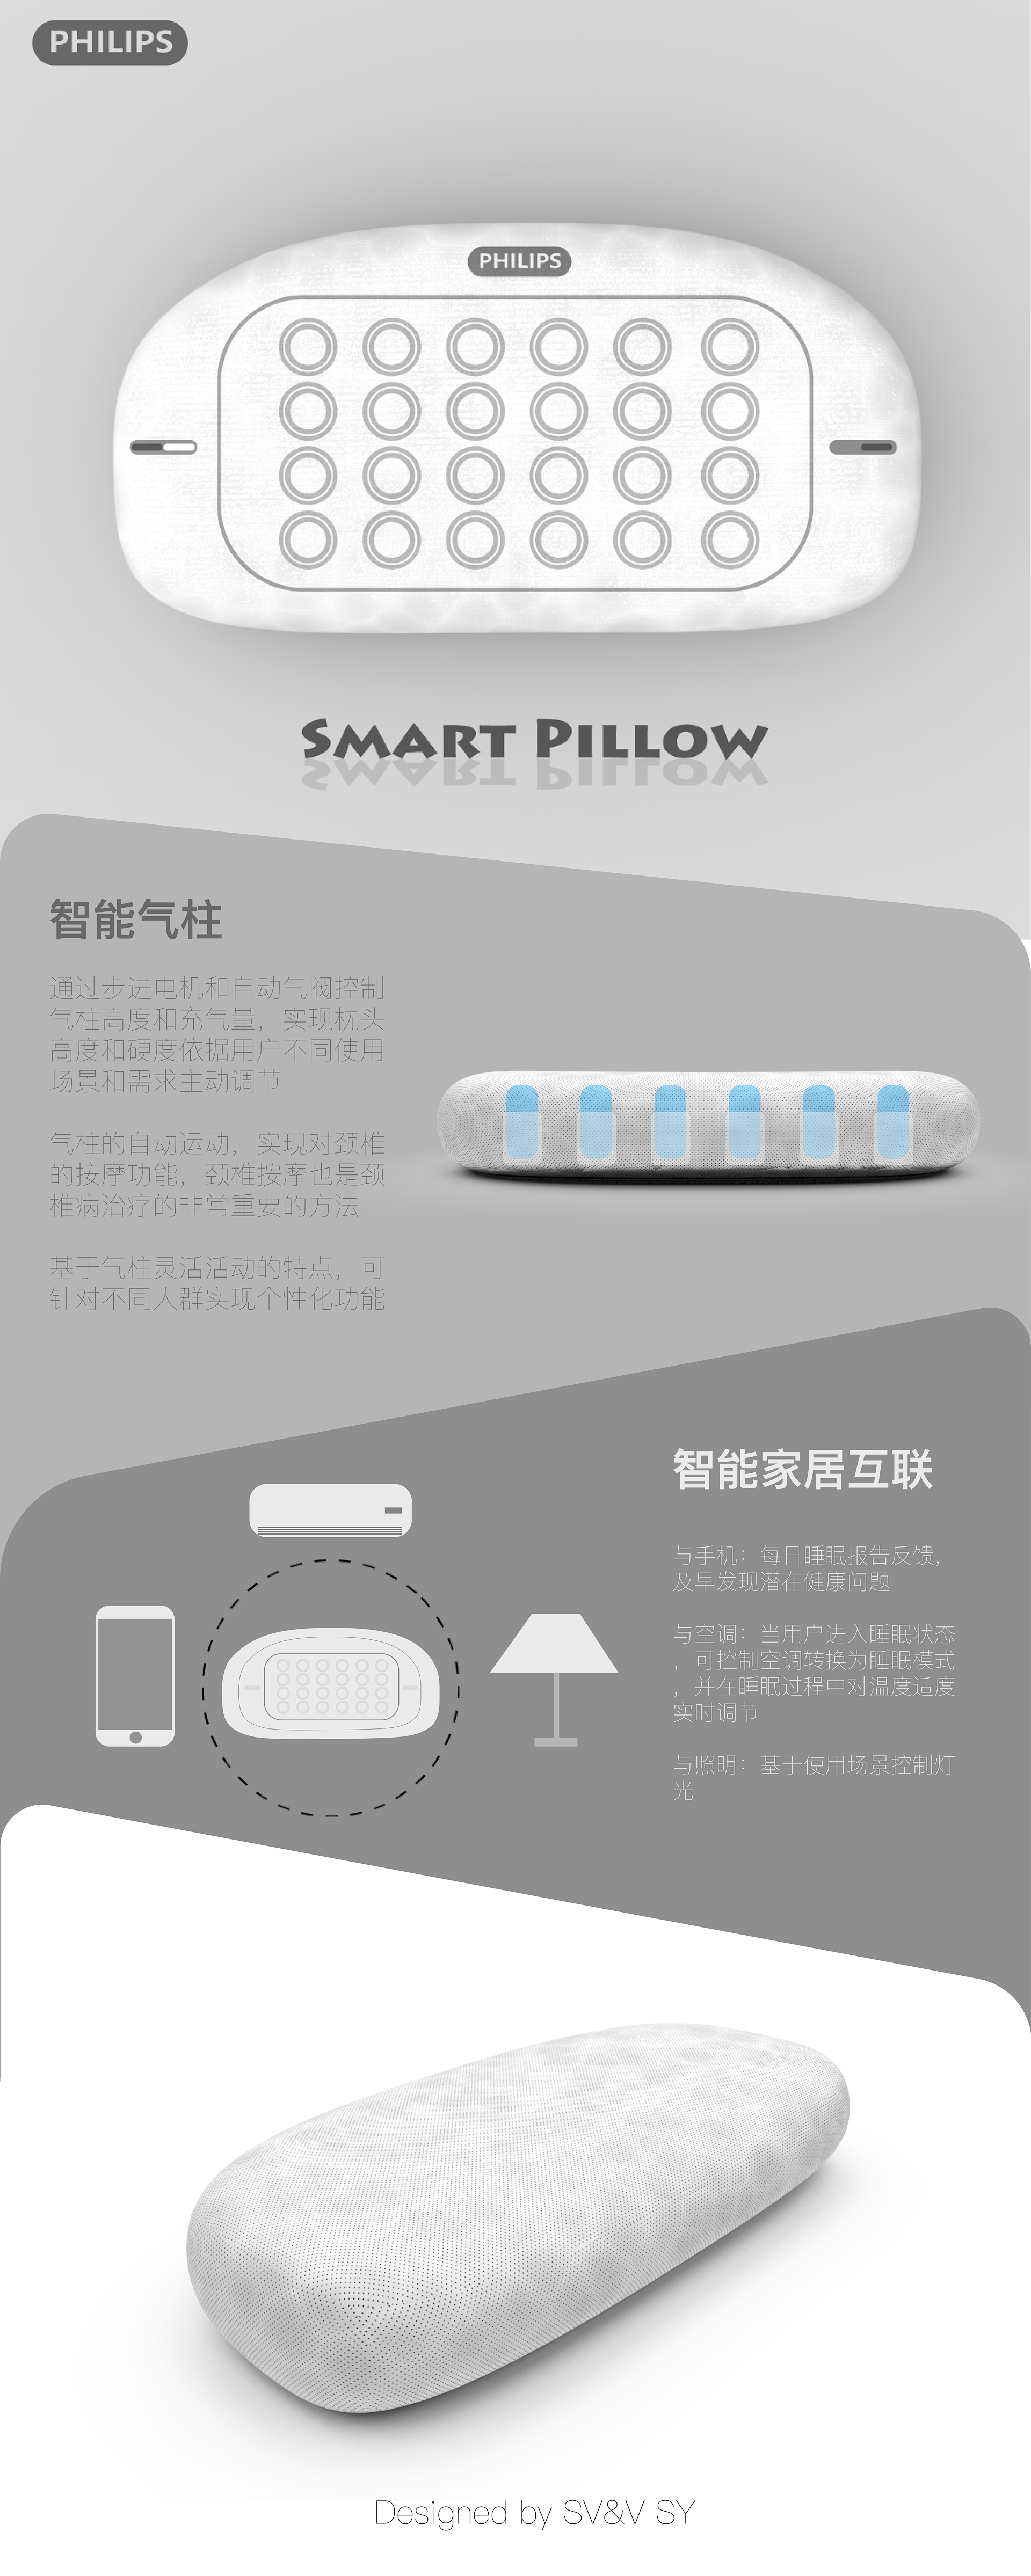 PHILIPS
PHILIPS
SMART PILLOW
智能气柱
通过步进电机和自动气阀控制
气柱高度和充气量，实现枕头
高度和硬度依据用户不同使用
场景和需求主动调节
气柱的自动运动，实现对颈椎
的按摩功能，颈椎按摩也是颈
椎病治疗的非常重要的方法
基于气柱灵活活动的特点，可
针对不同人群实现个性化功能
智能家居互联
与手机：每日睡眠报告反馈，
及早发现潜在健康问题
与空调：当用户进入睡眠状态
，可控制空调转换为睡眠模式
，并在睡眠过程中对温度适度
实时调节
与照明：基于使用场景控制灯
光
Designed by SV&V SY